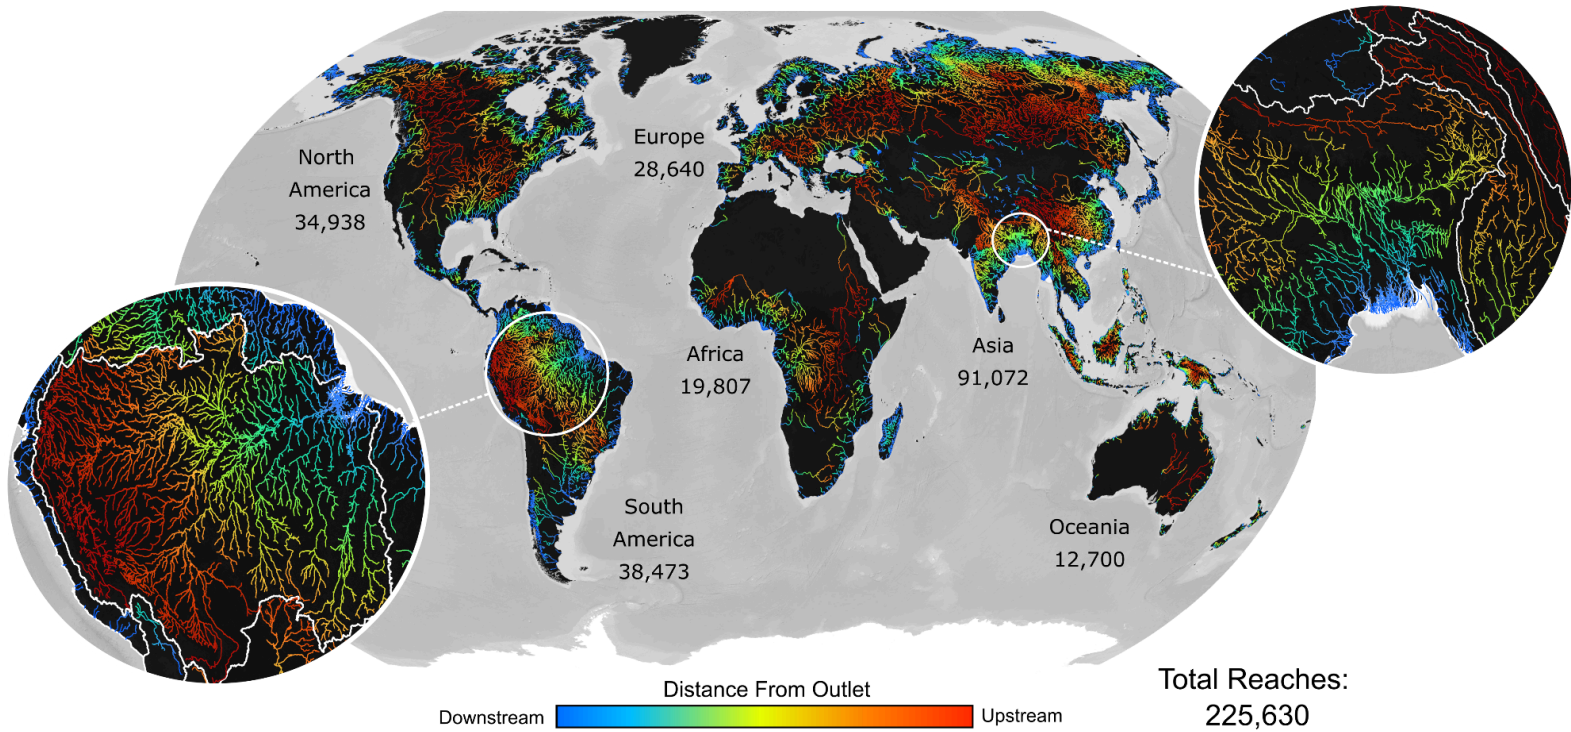 North
America
34,938
Europe
28,640
Africa
19,807
Asia
91,072
South
America
38,473
Oceania
12,700
Distance From Outlet
Downstream
Upstream
Total Reaches:
225,630